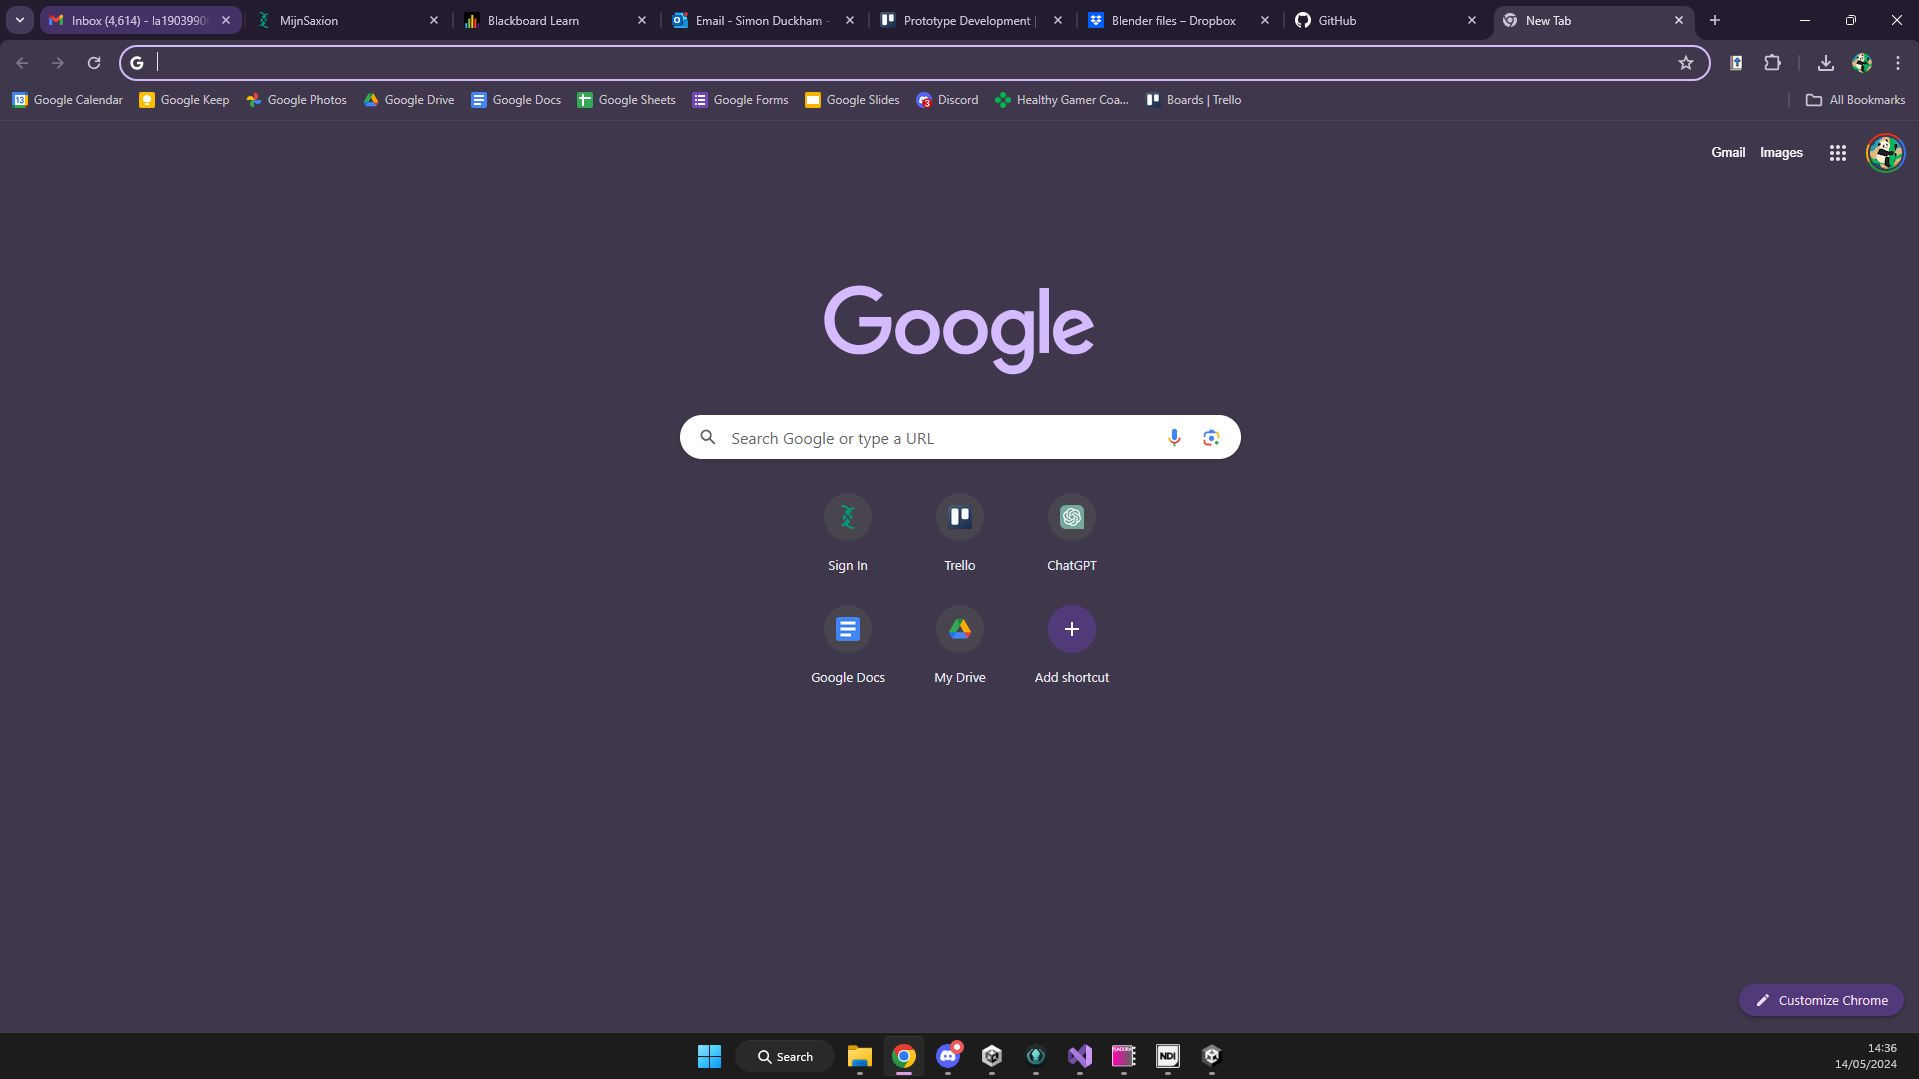 Inbox (4,614) - la1903990
MijnSaxion
Blackboard Learn
Email - Simon Duckham -
Prototype Development |
Blender files – Dropbox
GitHub
New Tab
Google Calendar
Google Keep
Google Photos
Google Drive
Google Docs
Google Sheets
Google Forms
Google Slides
Discord
Healthy Gamer Coa...
Boards | Trello
All Bookmarks
Gmail
Images
Google
Search Google or type a URL
Sign In
Trello
ChatGPT
Google Docs
My Drive
Add shortcut
Customize Chrome
Search
ISADORA
NDI
14:36
14/05/2024